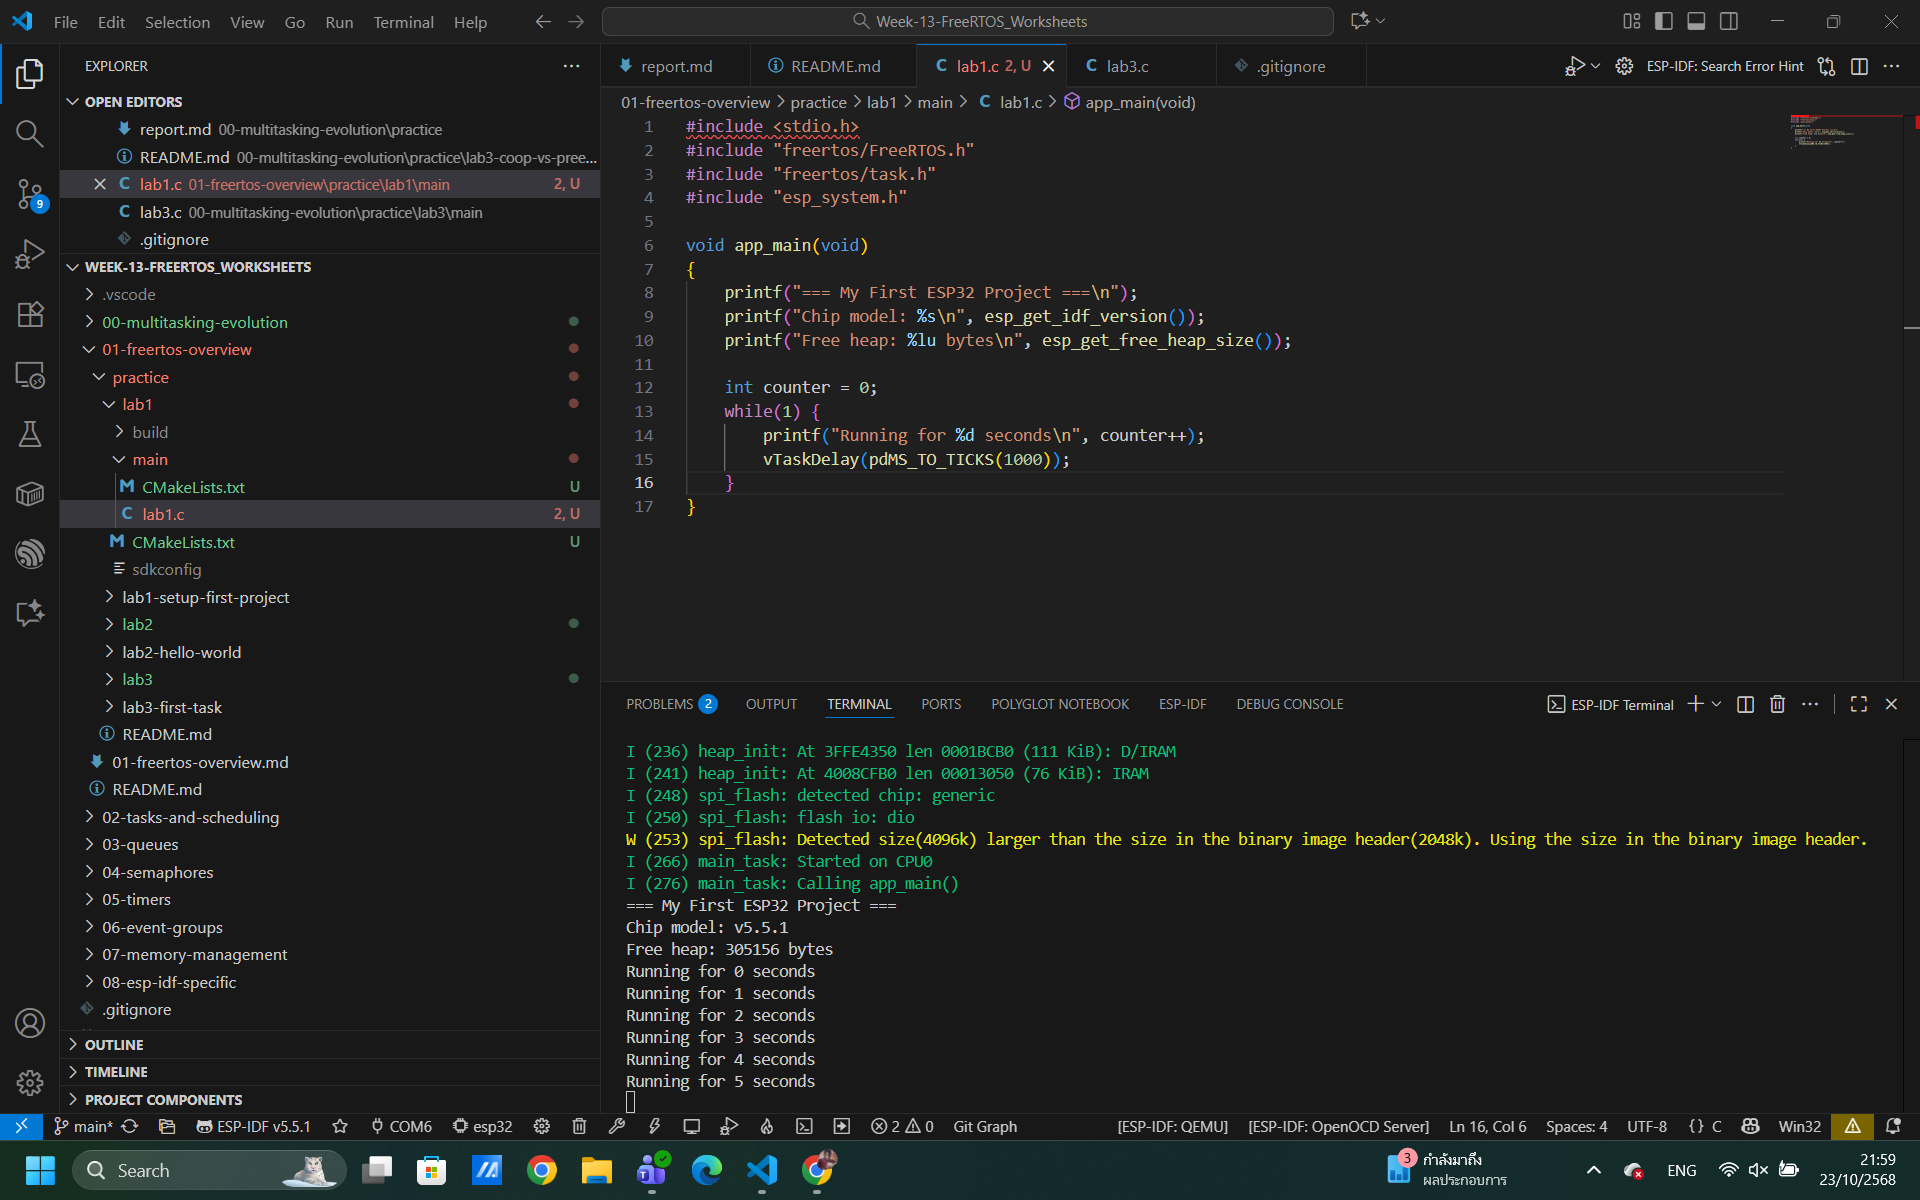 File Edit Selection View Go Run Terminal Help
Week-13-FreeRTOS_Worksheets
EXPLORER
OPEN EDITORS
report.md 00-multitasking-evolution\practice
README.md 00-multitasking-evolution\practice\lab3-coop-vs-pree...
lab1.c 01-freertos-overview\practice\lab1\main 2, U
lab3.c 00-multitasking-evolution\practice\lab3\main
.gitignore
WEEK-13-FREERTOS_WORKSHEETS
.vscode
00-multitasking-evolution
01-freertos-overview
practice
lab1
build
main
CMakeLists.txt U
lab1.c 2, U
CMakeLists.txt U
sdkconfig
lab1-setup-first-project
lab2
lab2-hello-world
lab3
lab3-first-task
README.md
01-freertos-overview.md
README.md
02-tasks-and-scheduling
03-queues
04-semaphores
05-timers
06-event-groups
07-memory-management
08-esp-idf-specific
.gitignore
OUTLINE
TIMELINE
PROJECT COMPONENTS
9
report.md README.md lab1.c 2, U lab3.c .gitignore
ESP-IDF: Search Error Hint
01-freertos-overview > practice > lab1 > main > C lab1.c > app_main(void)
1 #include <stdio.h>
2 #include "freertos/FreeRTOS.h"
3 #include "freertos/task.h"
4 #include "esp_system.h"
5
6 void app_main(void)
7 {
8 printf("=== My First ESP32 Project ===\n");
9 printf("Chip model: %s\n", esp_get_idf_version());
10 printf("Free heap: %lu bytes\n", esp_get_free_heap_size());
11
12 int counter = 0;
13 while(1) {
14 printf("Running for %d seconds\n", counter++);
15 vTaskDelay(pdMS_TO_TICKS(1000));
16 }
17 }
PROBLEMS 2 OUTPUT TERMINAL PORTS POLYGLOT NOTEBOOK ESP-IDF DEBUG CONSOLE
ESP-IDF Terminal
I (236) heap_init: At 3FFE4350 len 0001BCB0 (111 KiB): D/IRAM
I (241) heap_init: At 4008CFB0 len 00013050 (76 KiB): IRAM
I (248) spi_flash: detected chip: generic
I (250) spi_flash: flash io: dio
W (253) spi_flash: Detected size(4096k) larger than the size in the binary image header(2048k). Using the size in the binary image header.
I (266) main_task: Started on CPU0
I (276) main_task: Calling app_main()
=== My First ESP32 Project ===
Chip model: v5.5.1
Free heap: 305156 bytes
Running for 0 seconds
Running for 1 seconds
Running for 2 seconds
Running for 3 seconds
Running for 4 seconds
Running for 5 seconds
main* ESP-IDF v5.5.1 COM6 esp32 2 0 Git Graph
[ESP-IDF: QEMU] [ESP-IDF: OpenOCD Server] Ln 16, Col 6 Spaces: 4 UTF-8 {} C Win32
Search
3
กำลังมาถึง
ผลประกอบการ
ENG
21:59
23/10/2568